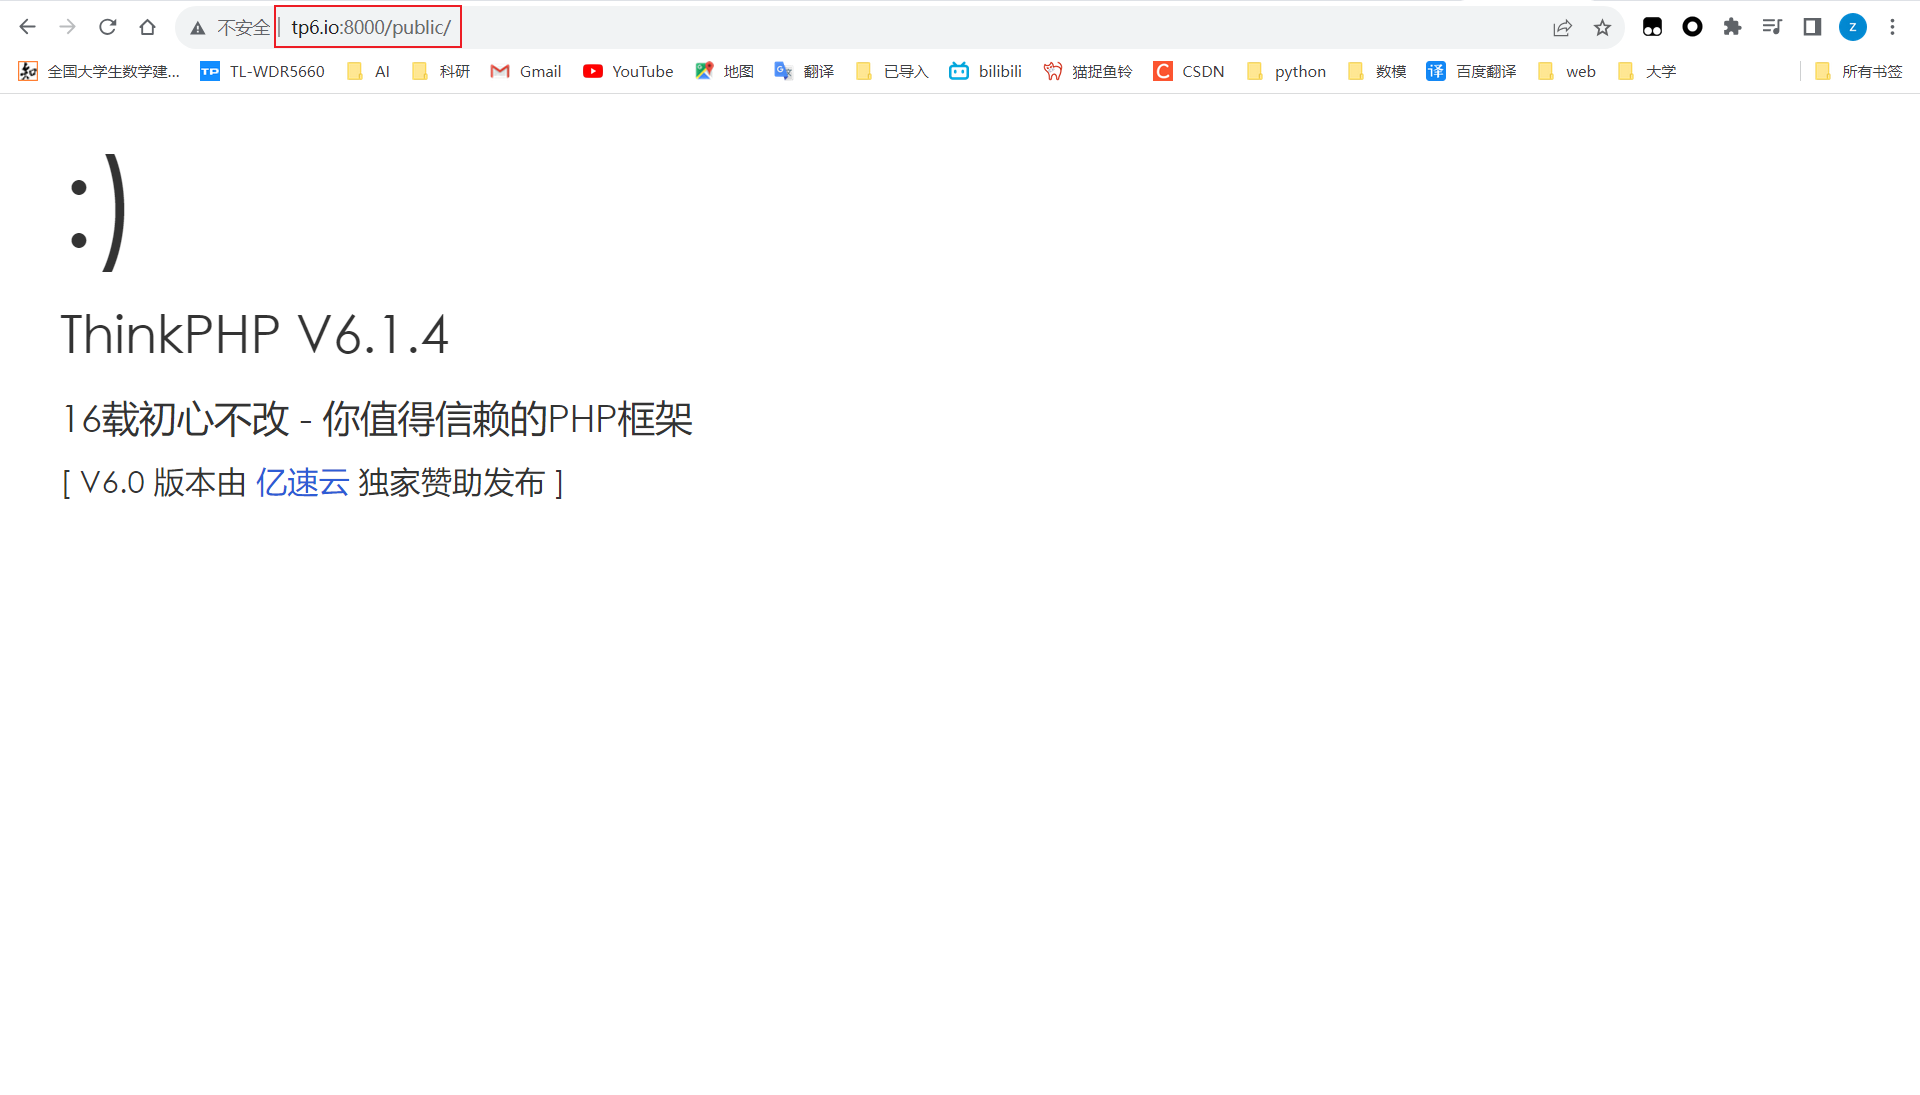 不安全 | tp6.io:8000/public/
Z
知 全国大学生数学建... TP TL-WDR5660 AI 科研 Gmail YouTube 地图 翻译 已导入 bilibili 猫捉鱼铃 C CSDN python 数模 译 百度翻译 web 大学 所有书签
:)
ThinkPHP V6.1.4
16载初心不改 - 你值得信赖的PHP框架
[ V6.0 版本由 亿速云 独家赞助发布 ]